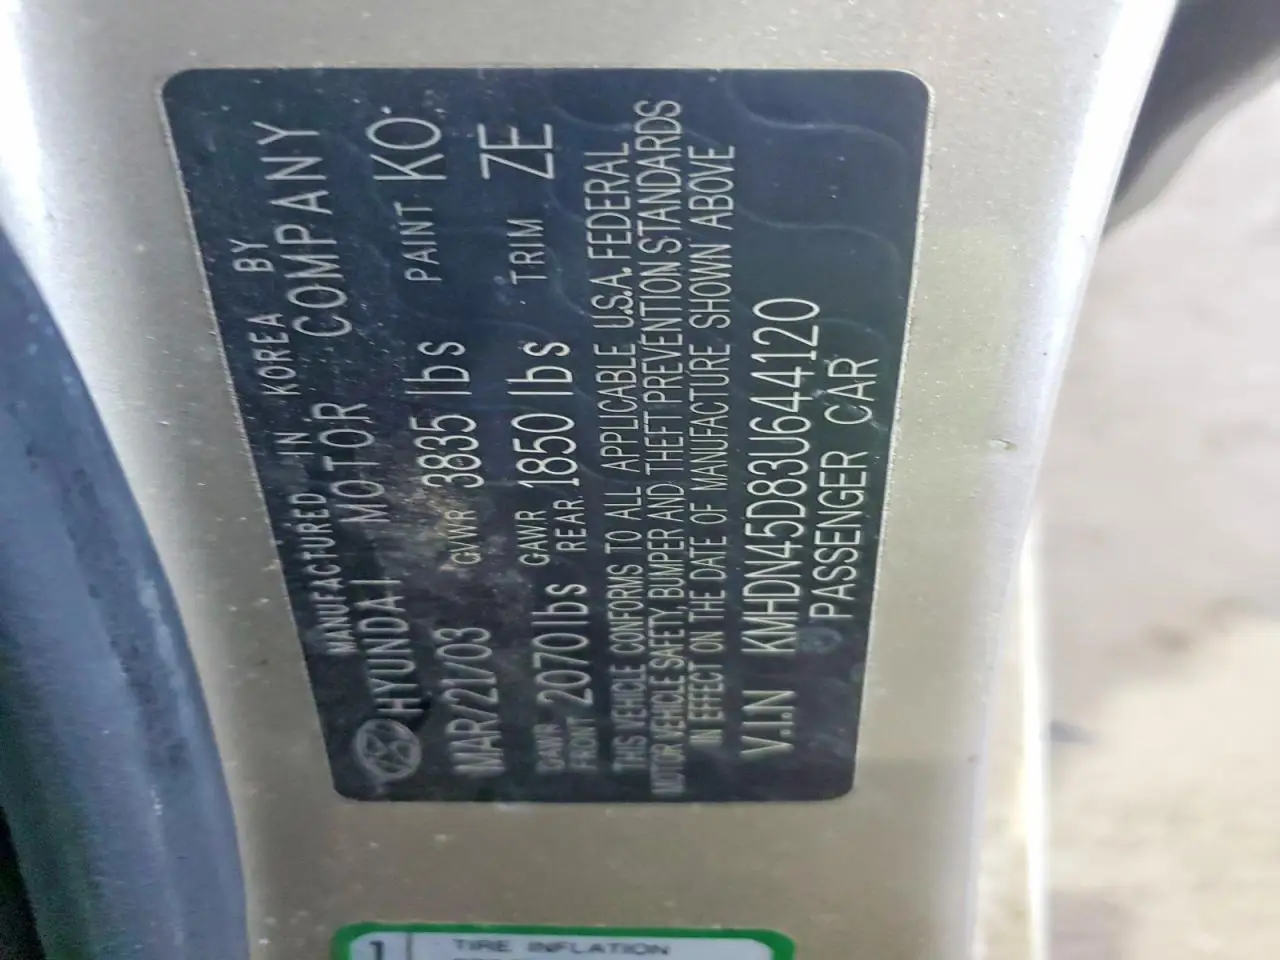 MANUFACTURED IN KOREA BY
HYUNDAI MOTOR COMPANY
MAR/21/03 GVWR 3835 lbs PAINT KO
GAWR FRONT 2070 lbs GAWR REAR 1850 lbs TRIM ZE
THIS VEHICLE CONFORMS TO ALL APPLICABLE U.S.A. FEDERAL
MOTOR VEHICLE SAFETY, BUMPER AND THEFT PREVENTION STANDARDS
IN EFFECT ON THE DATE OF MANUFACTURE SHOWN ABOVE
V.I.N KMHDN45D83U644120
PASSENGER CAR
1 TIRE INFLATION